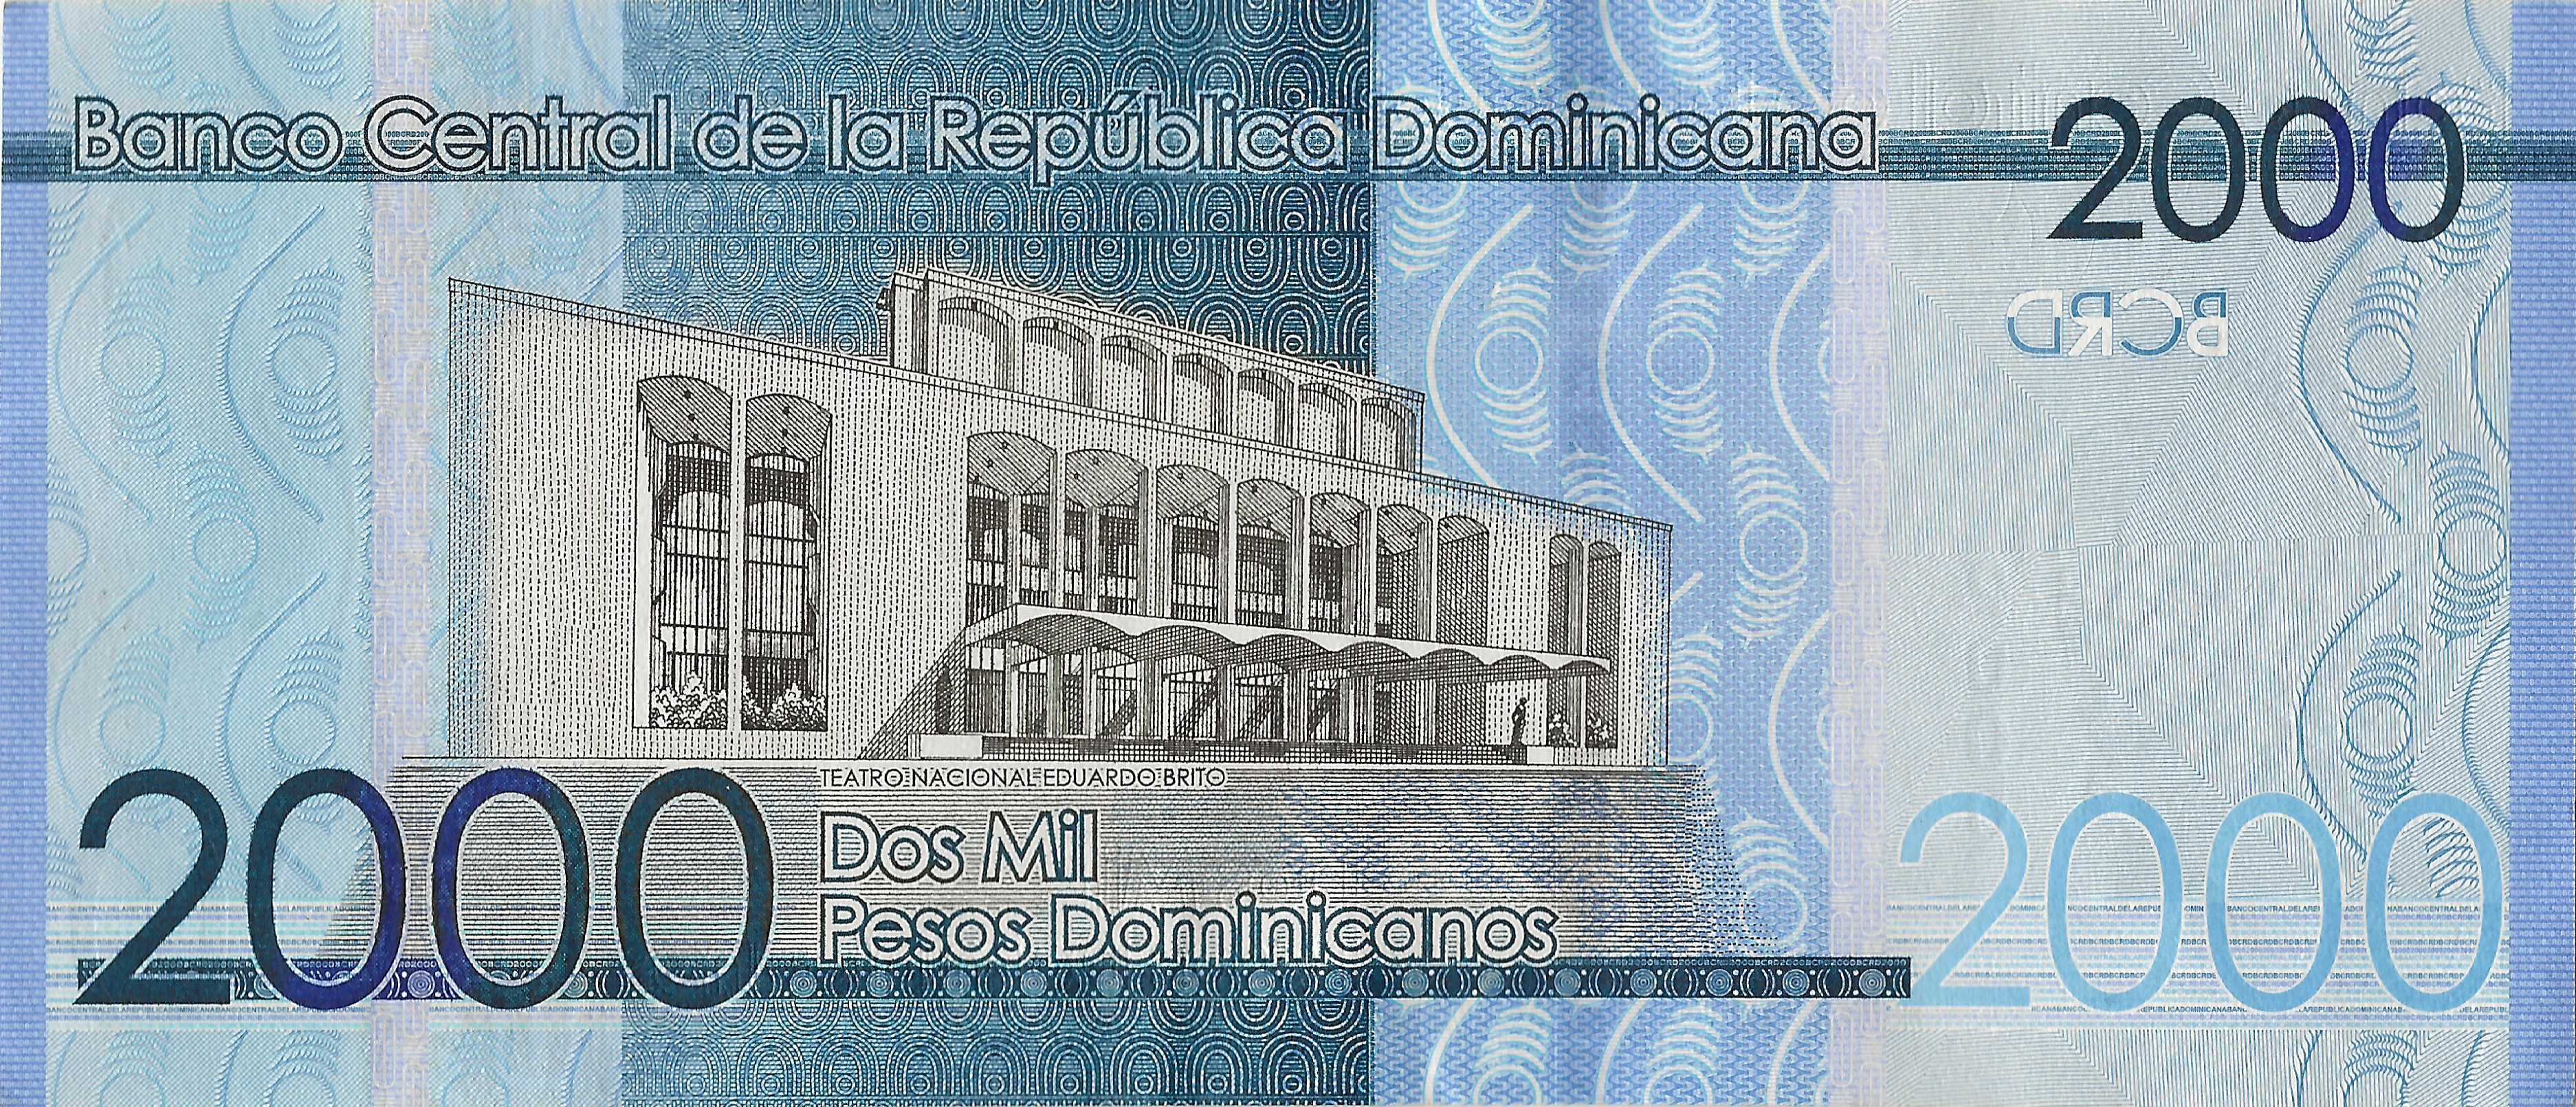 Banco Central de la República Dominicana
2000
BCRD
TEATRO NACIONAL EDUARDO BRITO
Dos Mil
Pesos Dominicanos
2000
2000